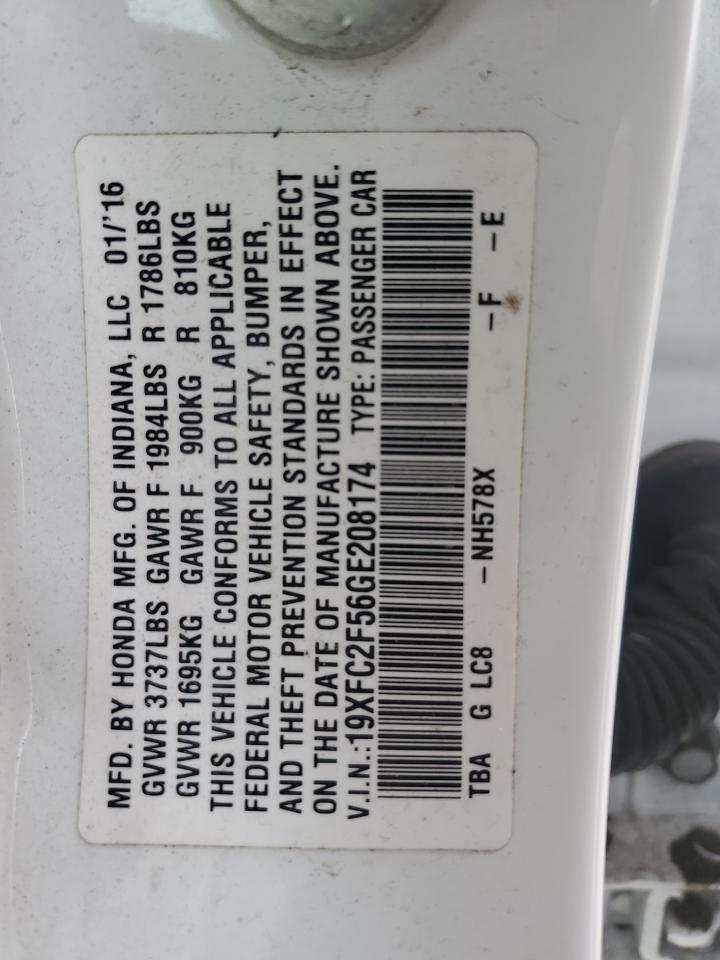 MFD. BY HONDA MFG. OF INDIANA, LLC 01/'16
GVWR 3737LBS GAWR F 1984LBS R 1786LBS
GVWR 1695KG GAWR F 900KG R 810KG
THIS VEHICLE CONFORMS TO ALL APPLICABLE
FEDERAL MOTOR VEHICLE SAFETY, BUMPER,
AND THEFT PREVENTION STANDARDS IN EFFECT
ON THE DATE OF MANUFACTURE SHOWN ABOVE.
V.I.N.:19XFC2F56GE208174 TYPE: PASSENGER CAR
TBA G LC8 -NH578X -F -E